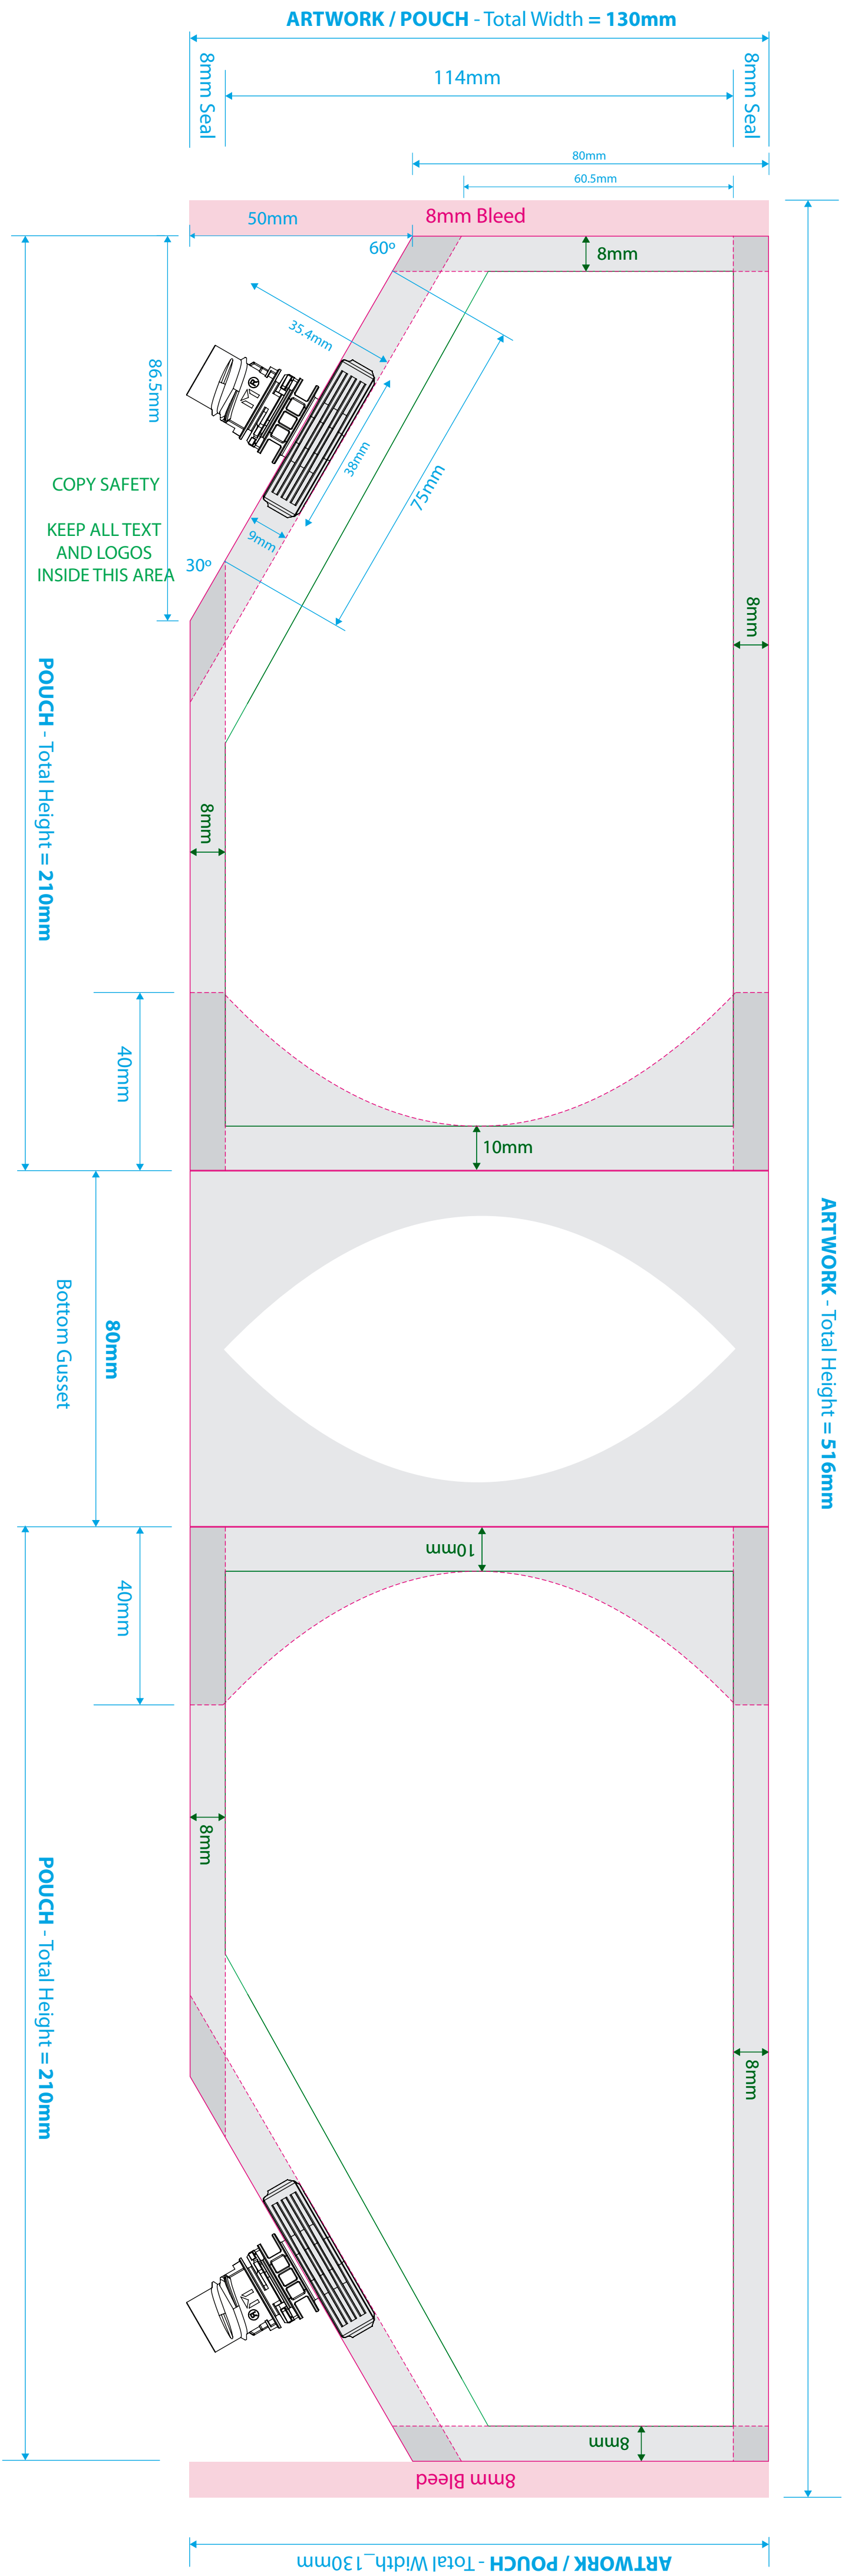 ARTWORK / POUCH - Total Width = 130mm
8mm Seal
114mm
8mm Seal
80mm
60.5mm
8mm Bleed
50mm
60º
8mm
35.4mm
86.5mm
38mm
75mm
COPY SAFETY
KEEP ALL TEXT
AND LOGOS
INSIDE THIS AREA
9mm
30º
8mm
POUCH - Total Height = 210mm
8mm
40mm
10mm
ARTWORK - Total Height = 516mm
Bottom Gusset
80mm
10mm
40mm
8mm
POUCH - Total Height = 210mm
8mm
8mm
8mm Bleed
ARTWORK / POUCH - Total Width_130mm